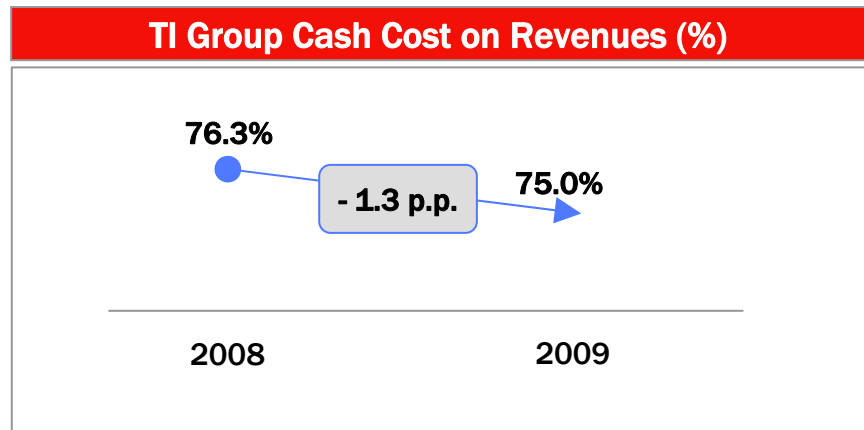 TI Group Cash Cost on Revenues (%)
76.3%
- 1.3 p.p.
75.0%
2008
2009